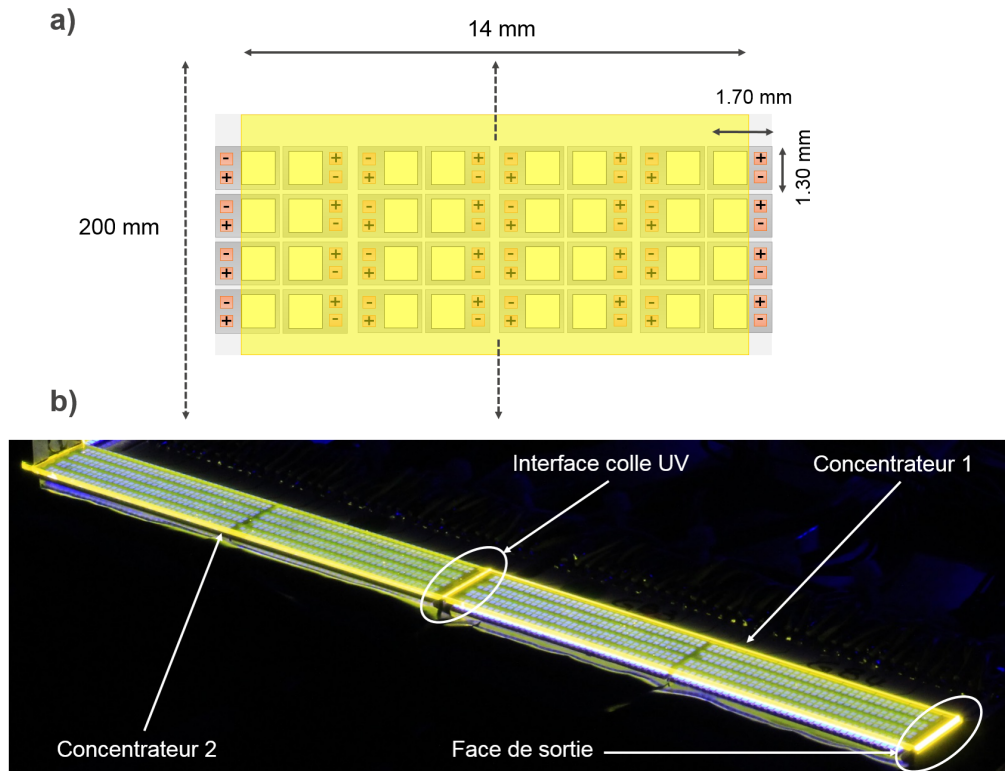 a)
14 mm
1.70 mm
1.30 mm
- - + + - - + +
+ + - - + + - -
200 mm
- - + + - - + +
+ + - - + + - -
- - + + - - + +
+ + - - + + - -
- - + + - - + +
+ + - - + + - -
b)
Interface colle UV
Concentrateur 1
Concentrateur 2
Face de sortie